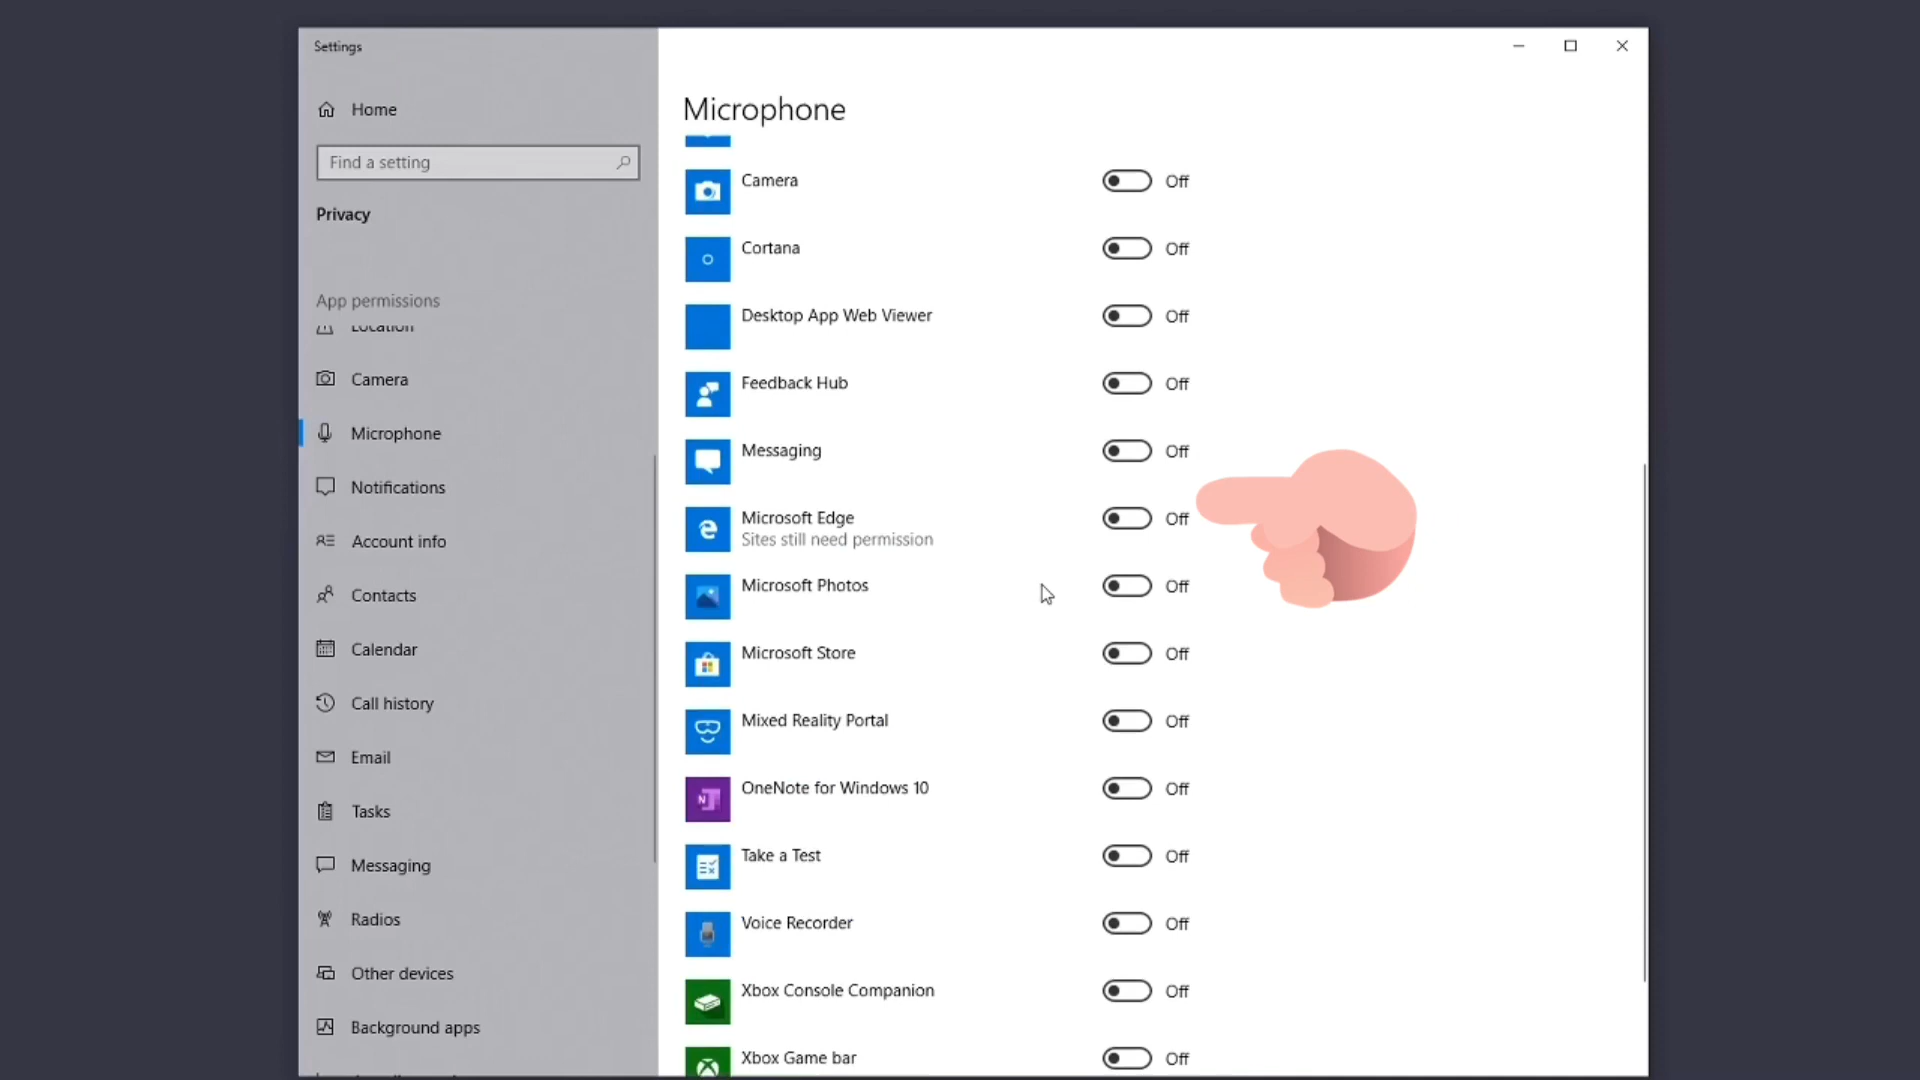 Settings
Home
Find a setting
Privacy
App permissions
Location
Camera
Microphone
Notifications
Account info
Contacts
Calendar
Call history
Email
Tasks
Messaging
Radios
Other devices
Background apps
Microphone
Camera Off
Cortana Off
Desktop App Web Viewer Off
Feedback Hub Off
Messaging Off
Microsoft Edge Off
Sites still need permission
Microsoft Photos Off
Microsoft Store Off
Mixed Reality Portal Off
OneNote for Windows 10 Off
Take a Test Off
Voice Recorder Off
Xbox Console Companion Off
Xbox Game bar Off